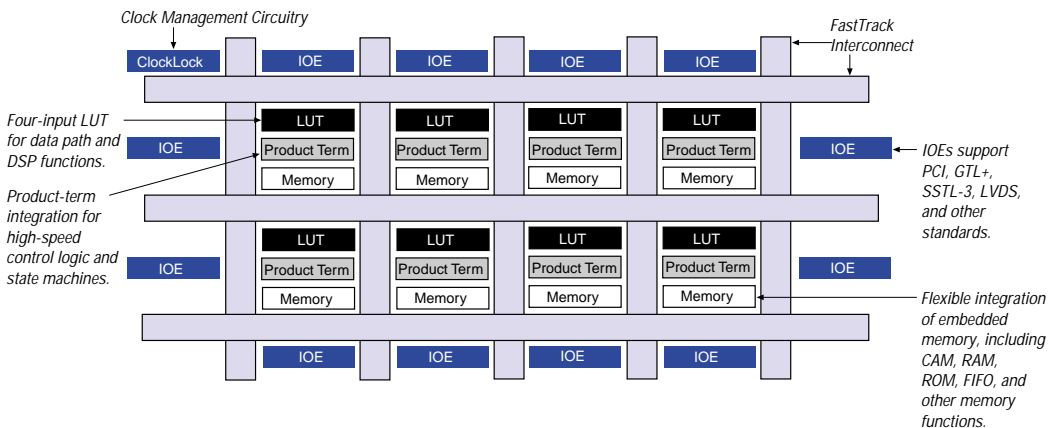 Clock Management Circuitry
FastTrack
Interconnect
ClockLock
IOE
IOE
IOE
IOE
Four-input LUT
for data path and
DSP functions.
LUT
LUT
LUT
LUT
IOE
Product Term
Product Term
Product Term
Product Term
IOE
IOEs support
PCI, GTL+,
SSTL-3, LVDS,
and other
standards.
Memory
Memory
Memory
Memory
Product-term
integration for
high-speed
control logic and
state machines.
LUT
LUT
LUT
LUT
IOE
Product Term
Product Term
Product Term
Product Term
IOE
Memory
Memory
Memory
Memory
Flexible integration
of embedded
memory, including
CAM, RAM,
ROM, FIFO, and
other memory
functions.
IOE
IOE
IOE
IOE